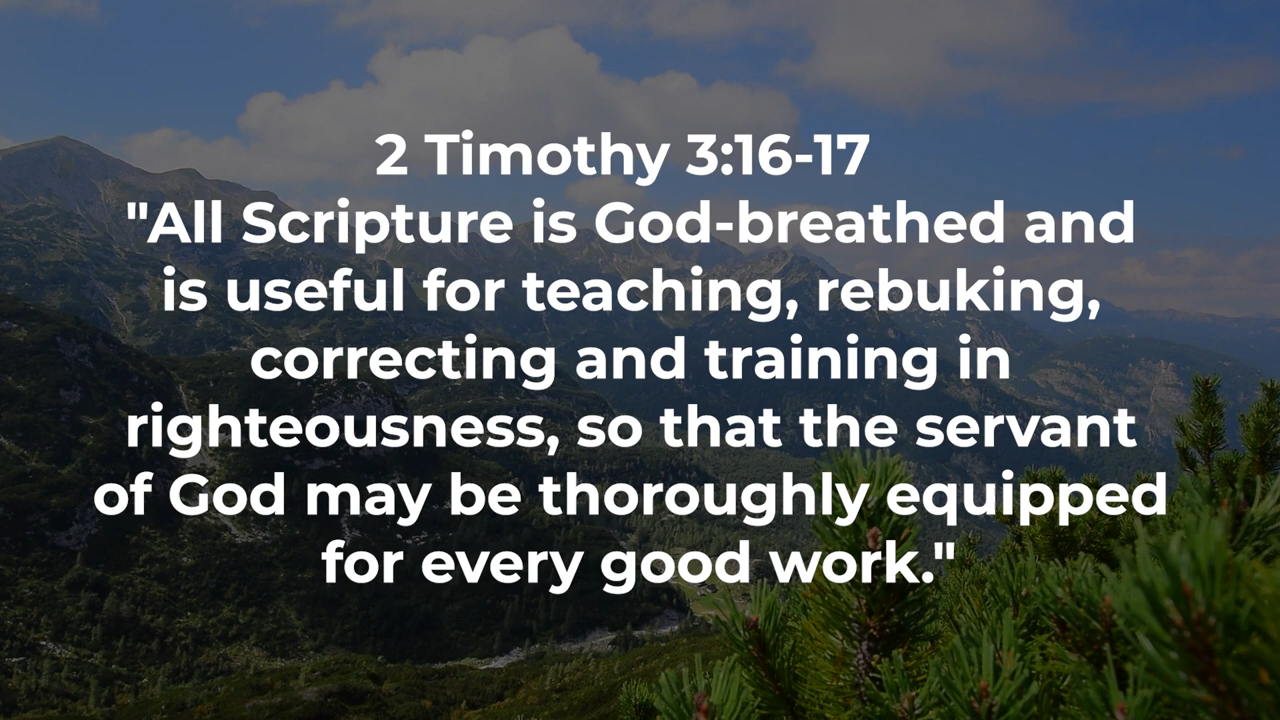 2 Timothy 3:16-17
"All Scripture is God-breathed and
is useful for teaching, rebuking,
correcting and training in
righteousness, so that the servant
of God may be thoroughly equipped
for every good work."